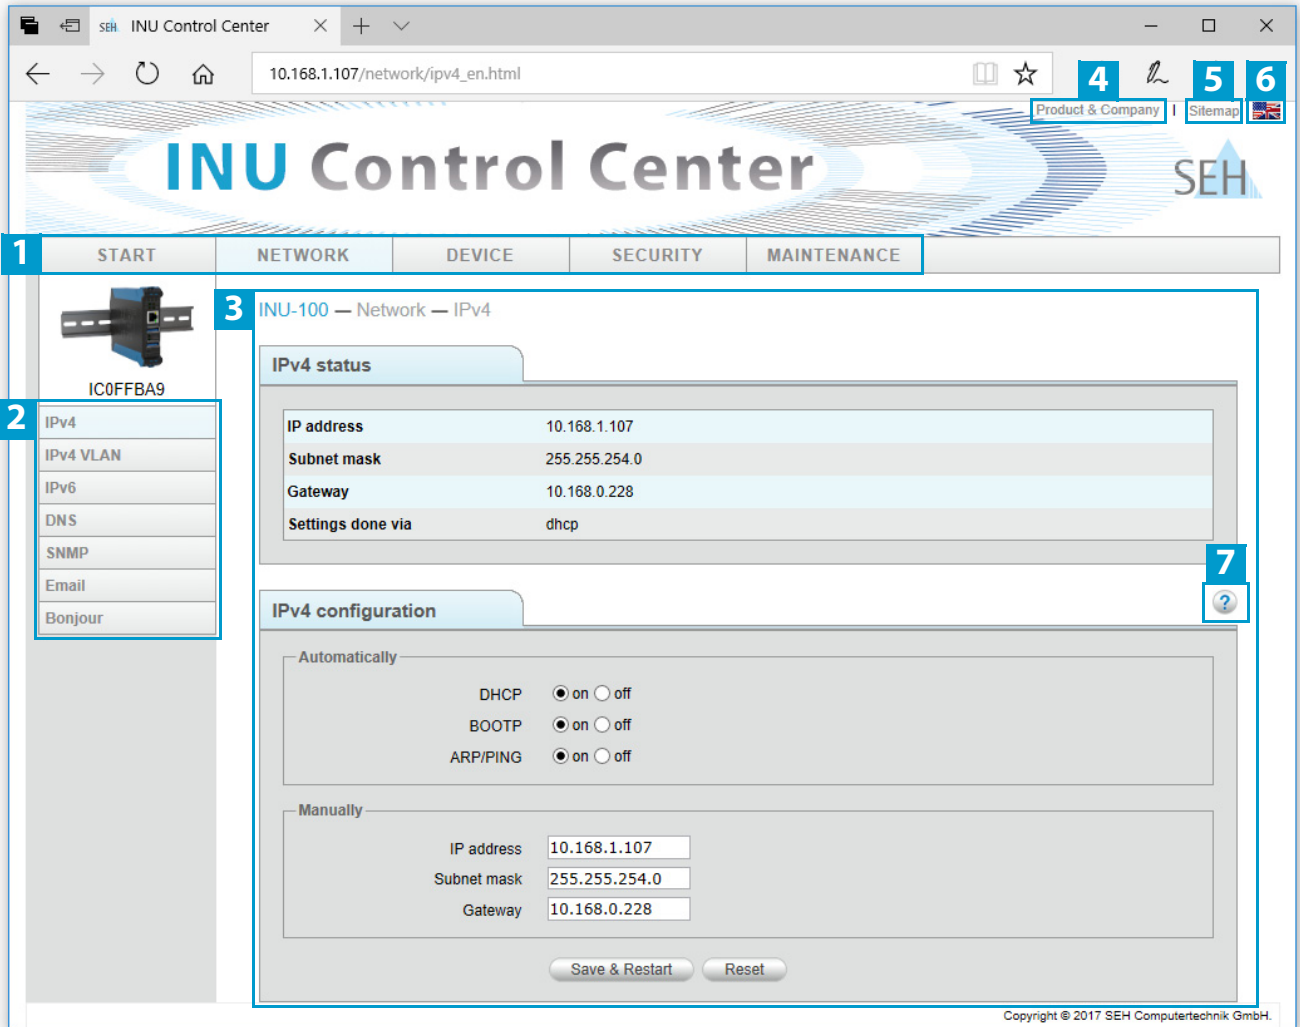 SEH INU Control Center
10.168.1.107/network/ipv4_en.html
4 5 6
Product & Company | Sitemap
INU Control Center
SEH
1 START NETWORK DEVICE SECURITY MAINTENANCE
IC0FFBA9
2
IPv4
IPv4 VLAN
IPv6
DNS
SNMP
Email
Bonjour
3 INU-100 — Network — IPv4
IPv4 status
IP address 10.168.1.107
Subnet mask 255.255.254.0
Gateway 10.168.0.228
Settings done via dhcp
7
IPv4 configuration ?
Automatically
DHCP on off
BOOTP on off
ARP/PING on off
Manually
IP address 10.168.1.107
Subnet mask 255.255.254.0
Gateway 10.168.0.228
Save & Restart Reset
Copyright © 2017 SEH Computertechnik GmbH.